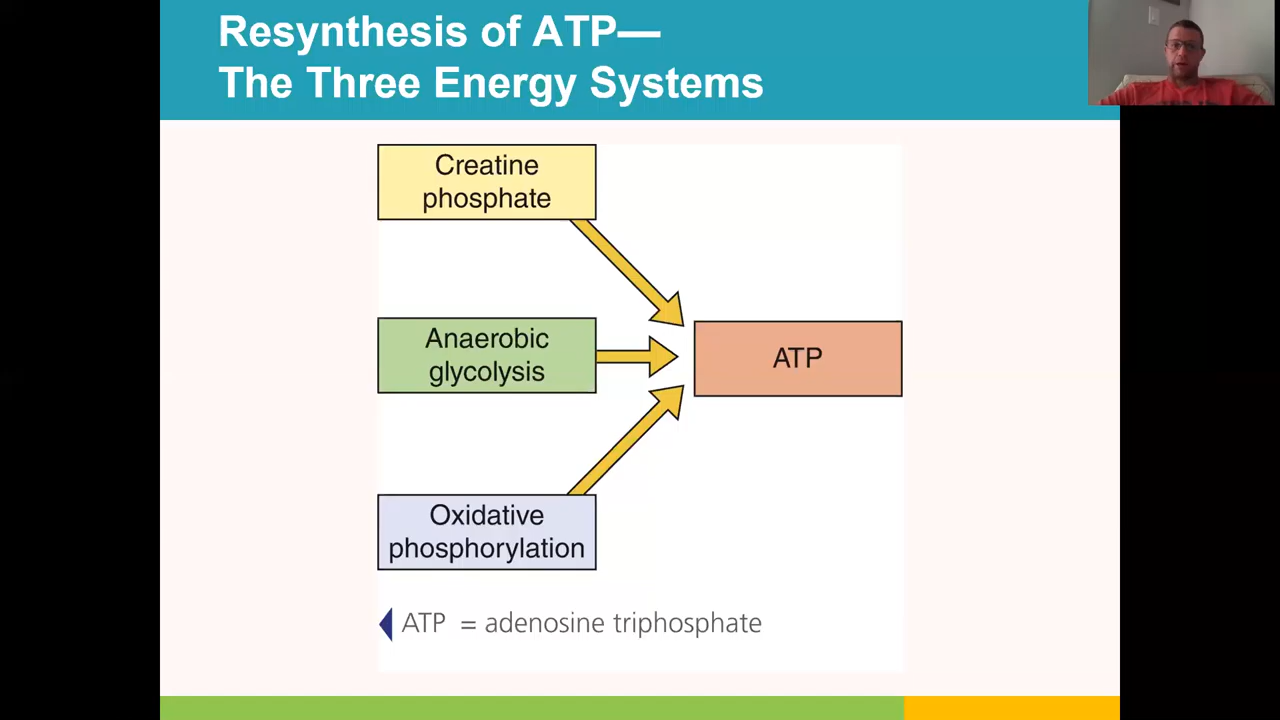 Resynthesis of ATP—
The Three Energy Systems
Creatine
phosphate
Anaerobic
glycolysis
ATP
Oxidative
phosphorylation
ATP = adenosine triphosphate